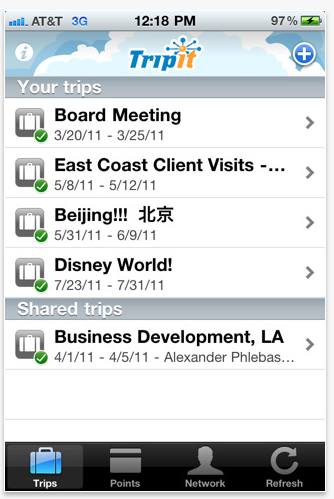 AT&T 3G 12:18 PM 97%
TripIt
Your trips
Board Meeting
3/20/11 - 3/25/11
East Coast Client Visits -...
5/8/11 - 5/12/11
Beijing!!! 北京
5/31/11 - 6/9/11
Disney World!
7/23/11 - 7/31/11
Shared trips
Business Development, LA
4/1/11 - 4/5/11 - Alexander Phlebas...
Trips Points Network Refresh